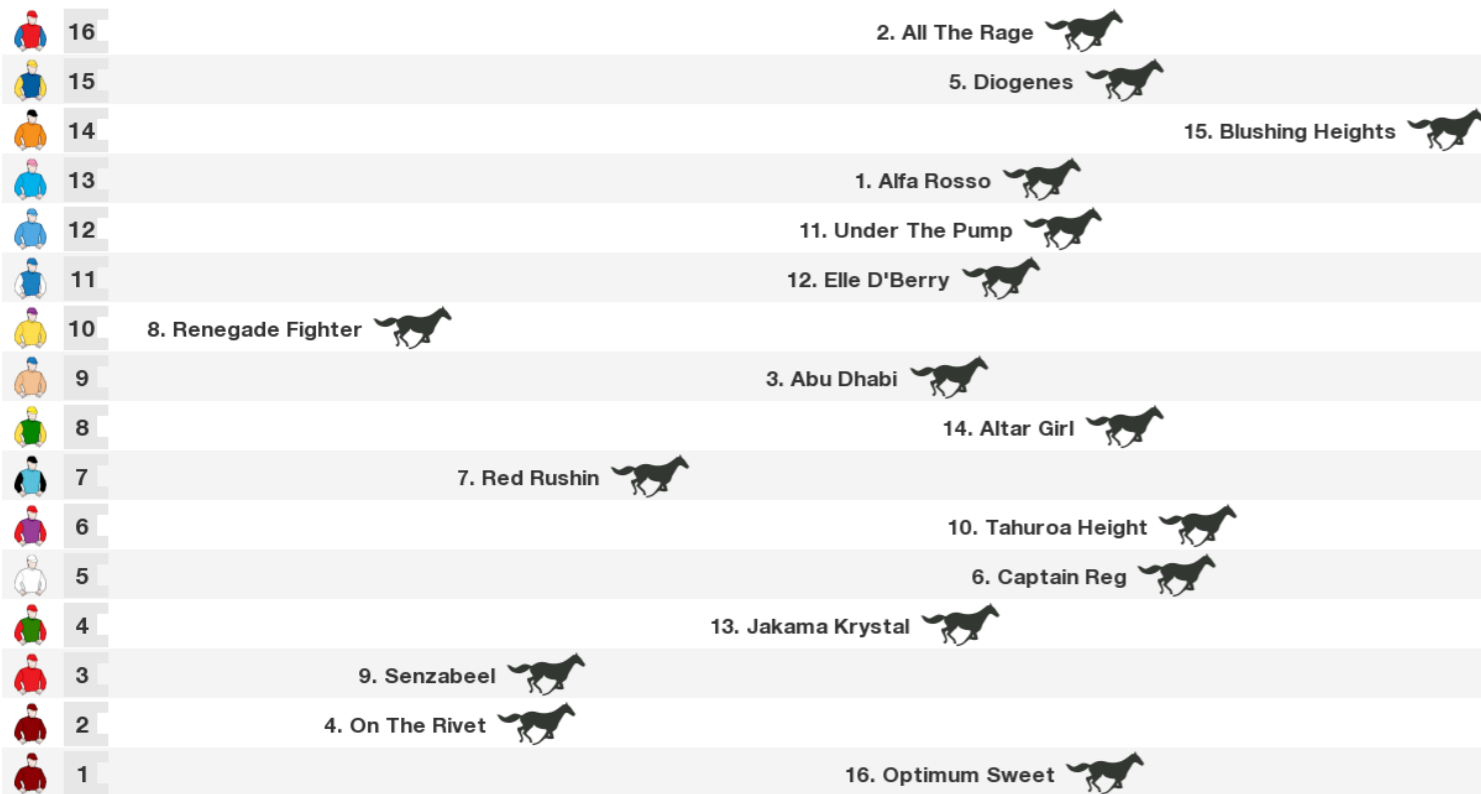 16 2. All The Rage
15 5. Diogenes
14 15. Blushing Heights
13 1. Alfa Rosso
12 11. Under The Pump
11 12. Elle D'Berry
10 8. Renegade Fighter
9 3. Abu Dhabi
8 14. Altar Girl
7 7. Red Rushin
6 10. Tahuroa Height
5 6. Captain Reg
4 13. Jakama Krystal
3 9. Senzabeel
2 4. On The Rivet
1 16. Optimum Sweet